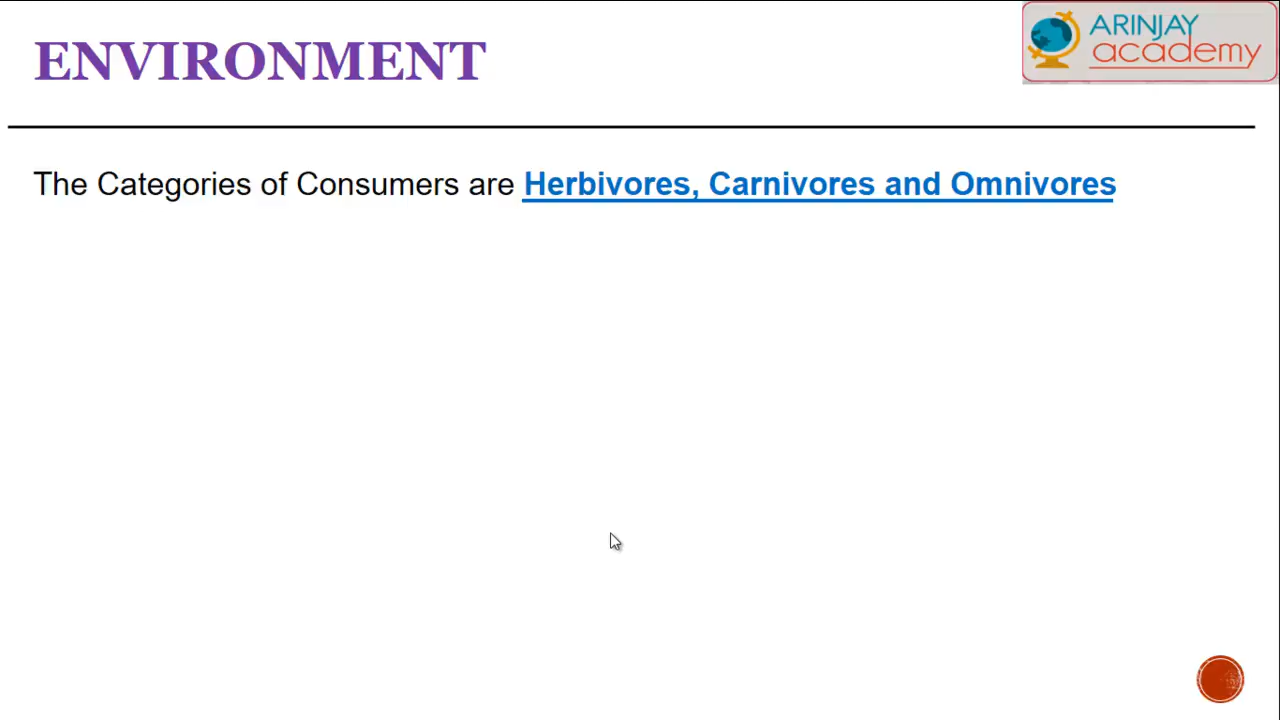 ENVIRONMENT
ARINJAY
academy
The Categories of Consumers are Herbivores, Carnivores and Omnivores